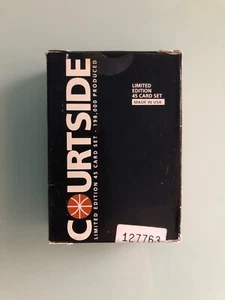 LIMITED
EDITION
45 CARD SET
MADE IN USA
COURTSIDE
LIMITED EDITION 45 CARD SET - 198,000 PRODUCED
127763